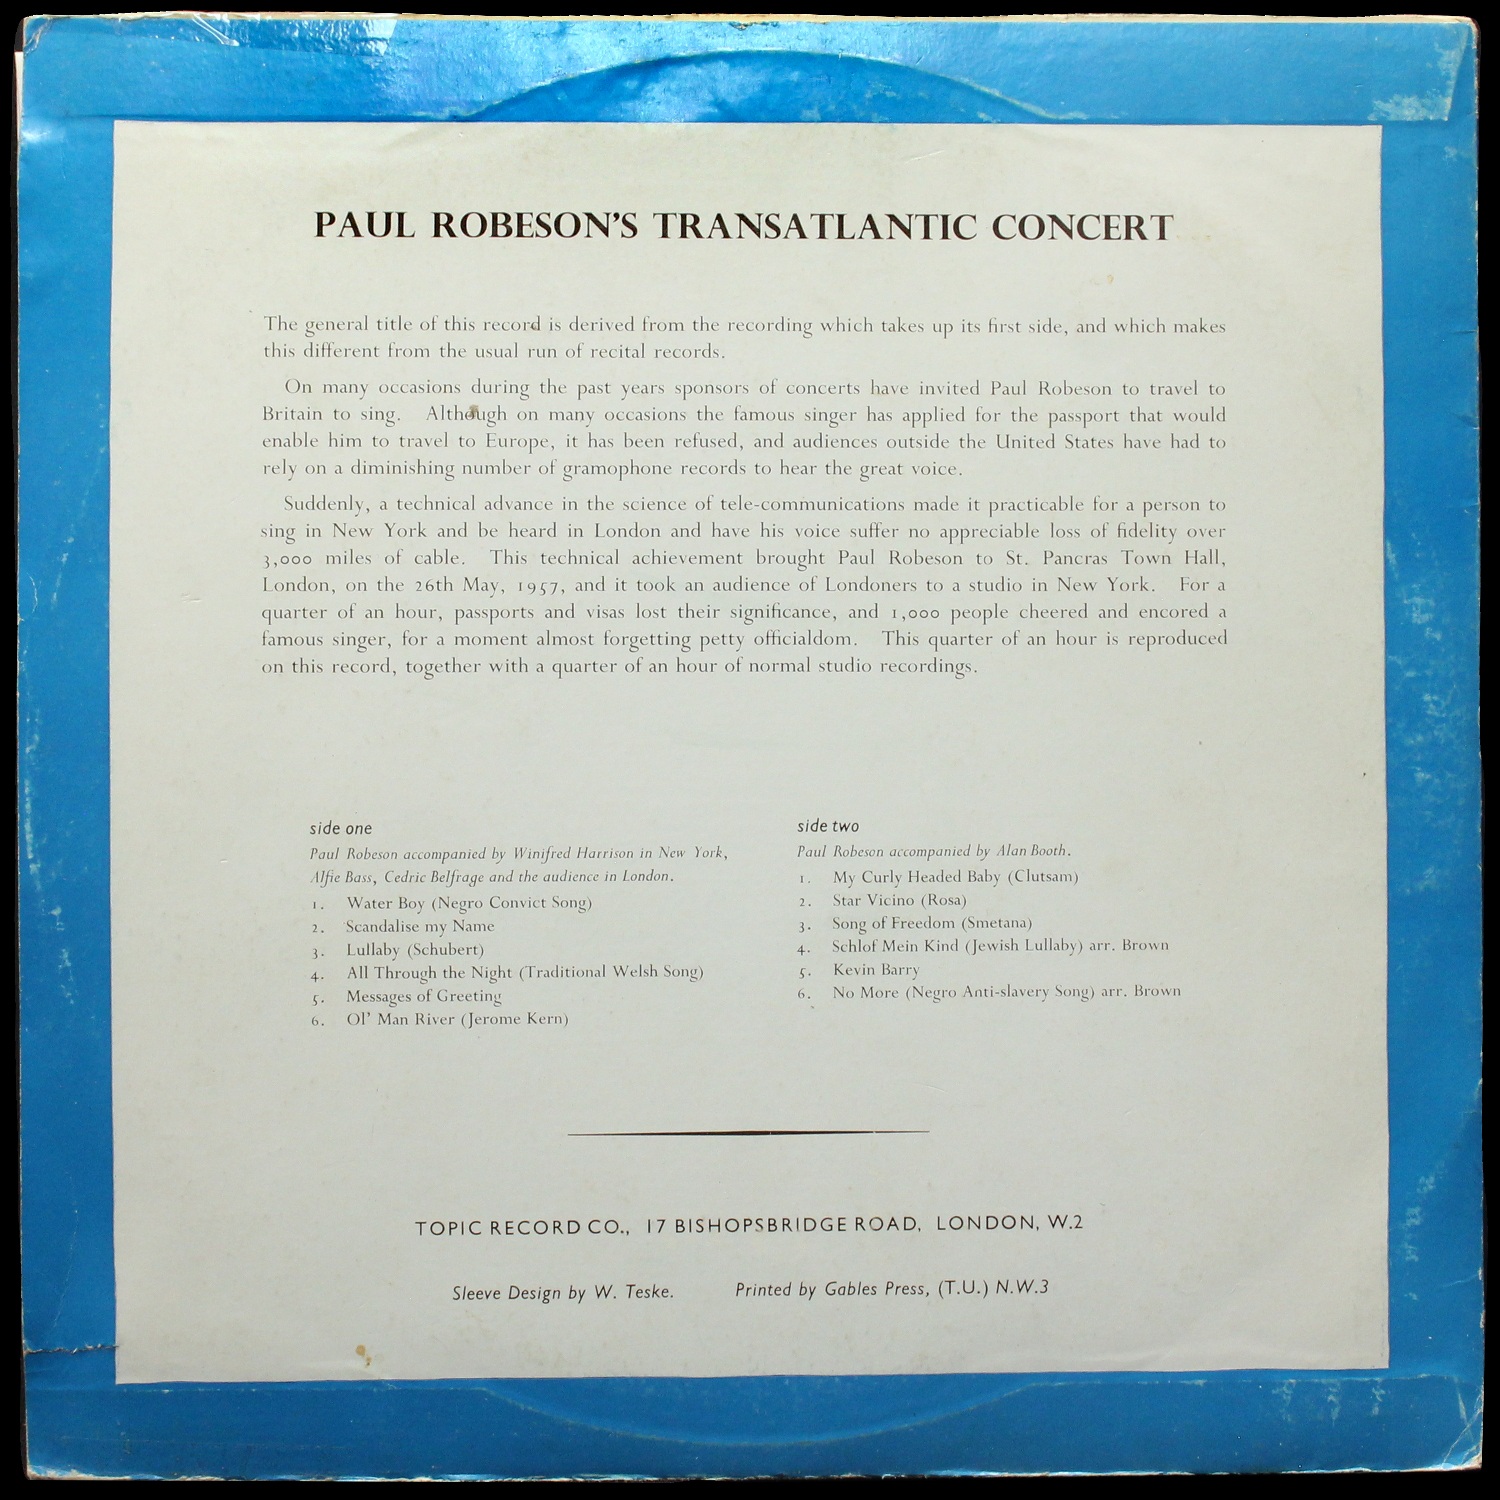 PAUL ROBESON'S TRANSATLANTIC CONCERT
The general title of this record is derived from the recording which takes up its first side, and which makes
this different from the usual run of recital records.
On many occasions during the past years sponsors of concerts have invited Paul Robeson to travel to
Britain to sing. Although on many occasions the famous singer has applied for the passport that would
enable him to travel to Europe, it has been refused, and audiences outside the United States have had to
rely on a diminishing number of gramophone records to hear the great voice.
Suddenly, a technical advance in the science of tele-communications made it practicable for a person to
sing in New York and be heard in London and have his voice suffer no appreciable loss of fidelity over
3,000 miles of cable. This technical achievement brought Paul Robeson to St. Pancras Town Hall,
London, on the 26th May, 1957, and it took an audience of Londoners to a studio in New York. For a
quarter of an hour, passports and visas lost their significance, and 1,000 people cheered and encored a
famous singer, for a moment almost forgetting petty officialdom. This quarter of an hour is reproduced
on this record, together with a quarter of an hour of normal studio recordings.
side one
Paul Robeson accompanied by Winifred Harrison in New York,
Alfie Bass, Cedric Belfrage and the audience in London.
1. Water Boy (Negro Convict Song)
2. Scandalise my Name
3. Lullaby (Schubert)
4. All Through the Night (Traditional Welsh Song)
5. Messages of Greeting
6. Ol' Man River (Jerome Kern)
side two
Paul Robeson accompanied by Alan Booth.
1. My Curly Headed Baby (Clutsam)
2. Star Vicino (Rosa)
3. Song of Freedom (Smetana)
4. Schlof Mein Kind (Jewish Lullaby) arr. Brown
5. Kevin Barry
6. No More (Negro Anti-slavery Song) arr. Brown
TOPIC RECORD CO., 17 BISHOPSBRIDGE ROAD, LONDON, W.2
Sleeve Design by W. Teske. Printed by Gables Press, (T.U.) N.W.3